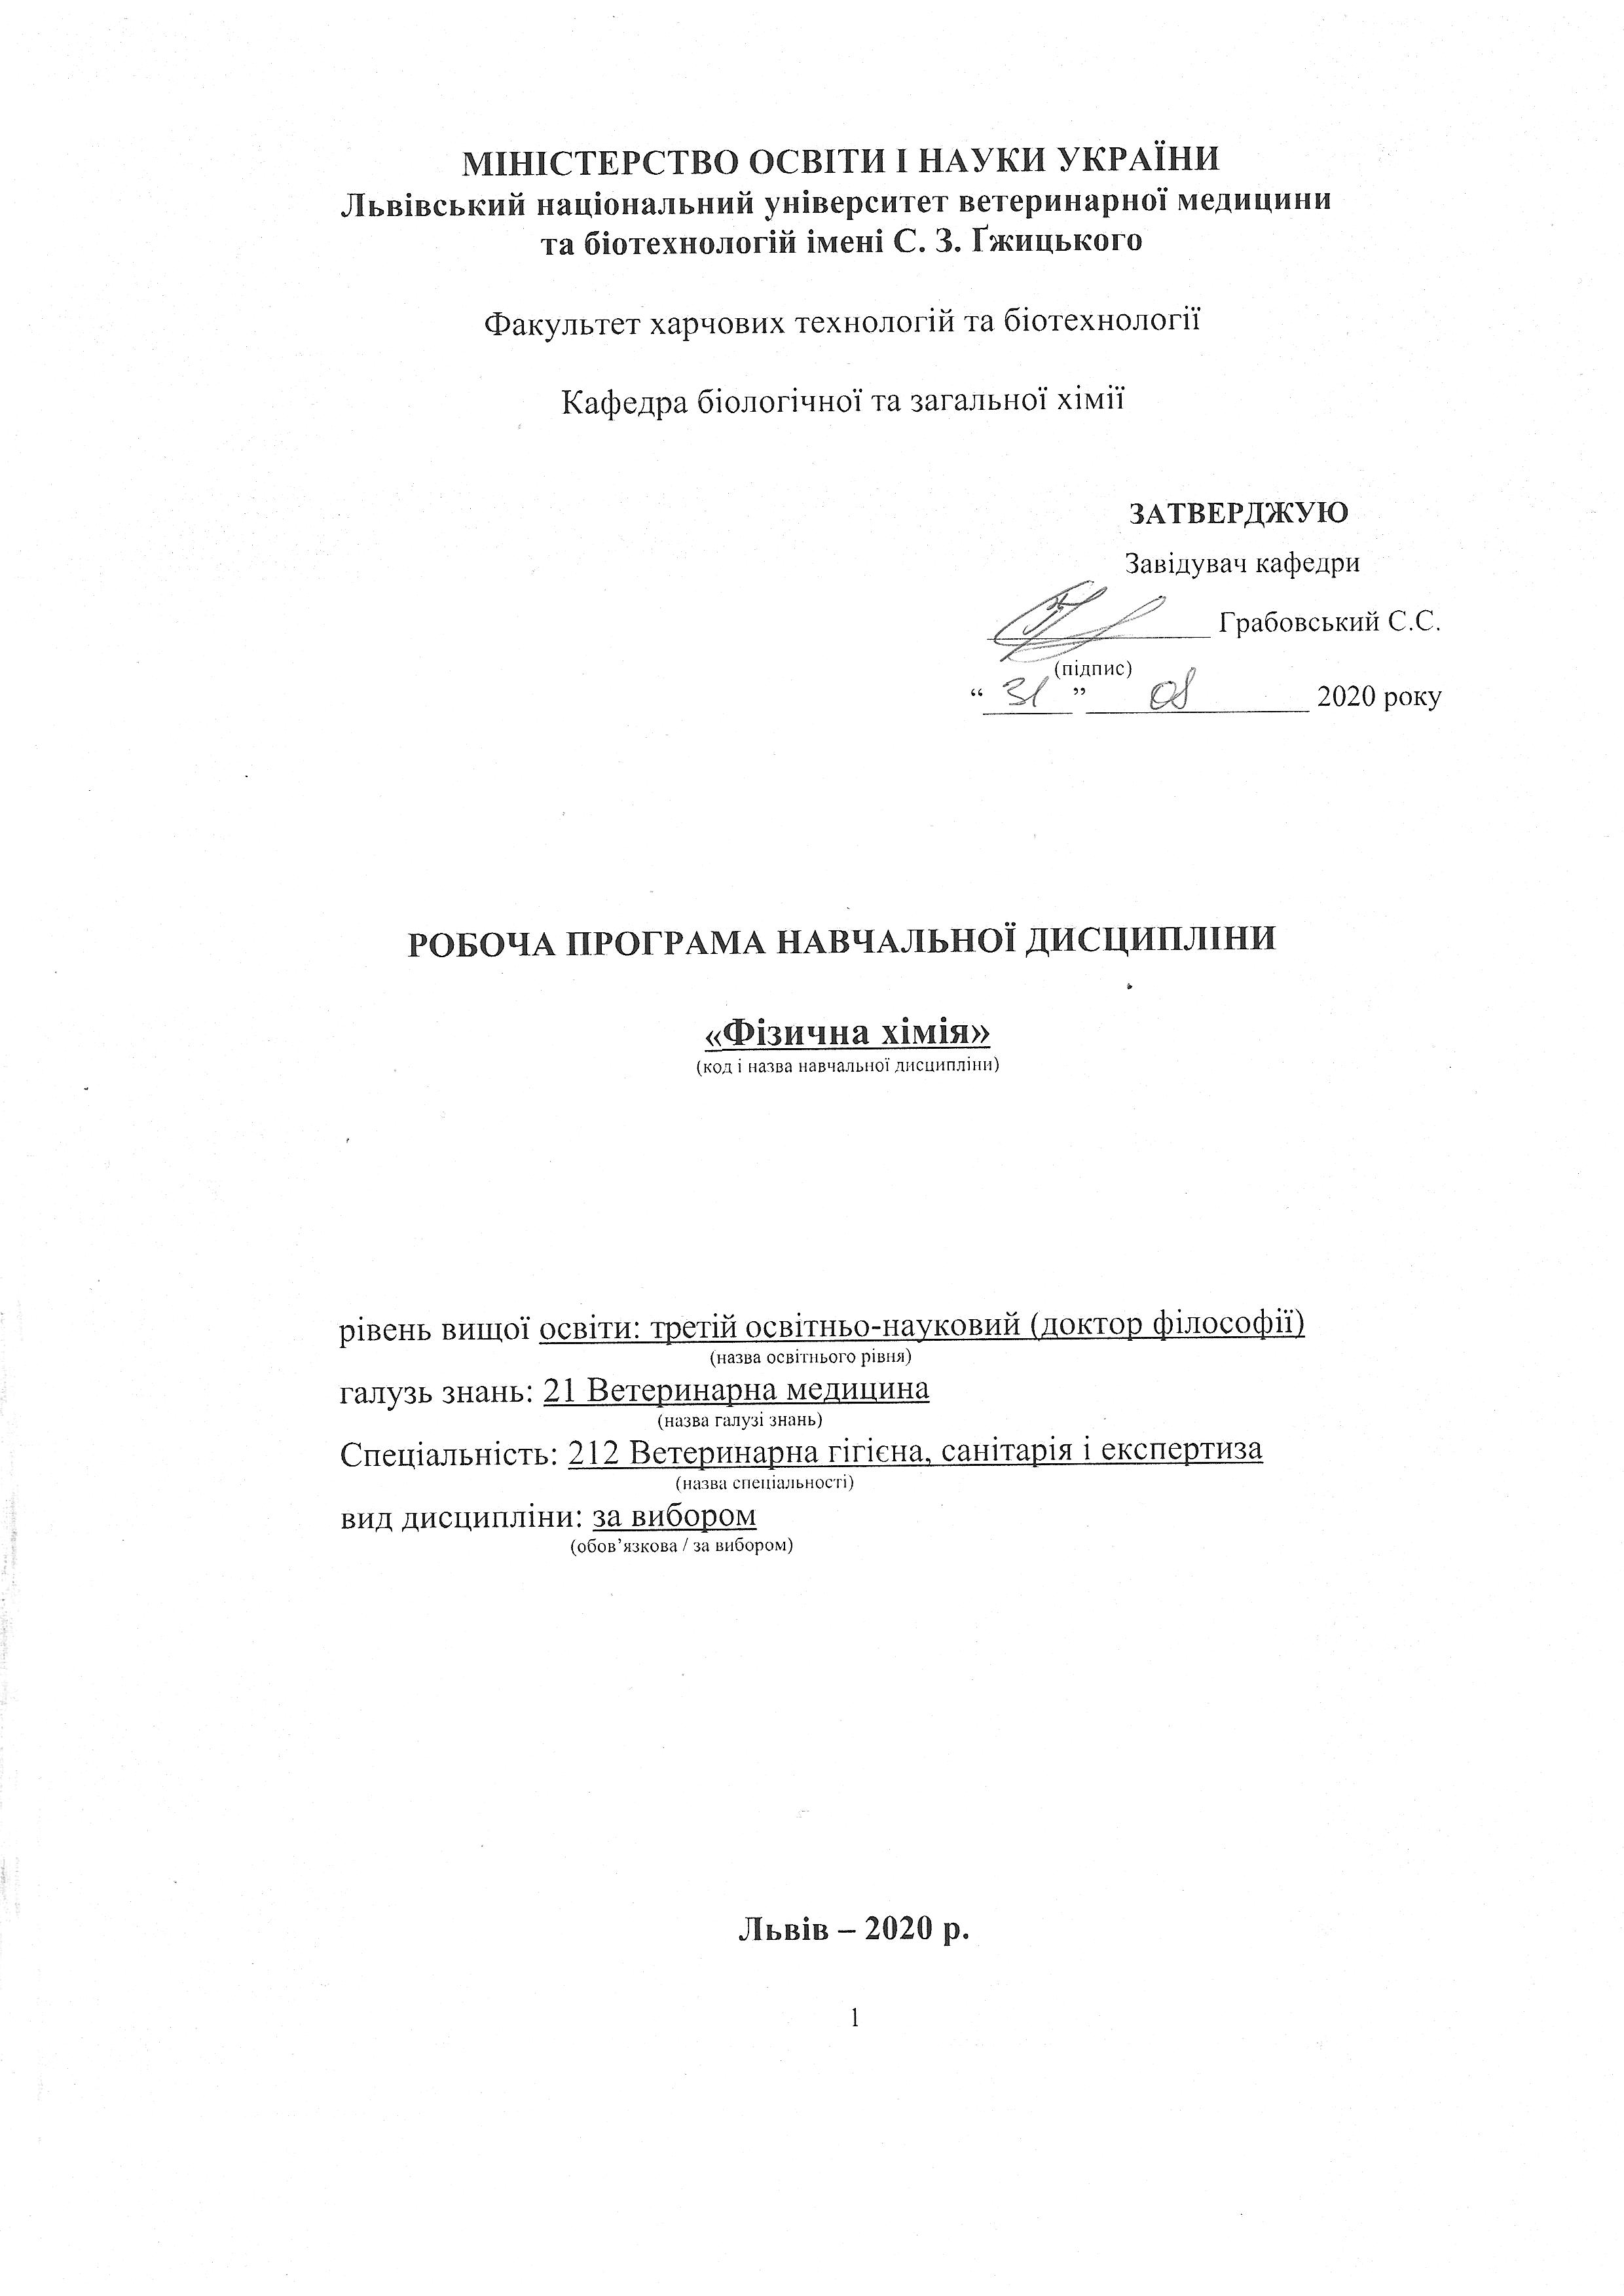 МІНІСТЕРСТВО ОСВІТИ І НАУКИ УКРАЇНИ
Львівський національний університет ветеринарної медицини
та біотехнологій імені С. З. Ґжицького
Факультет харчових технологій та біотехнології
Кафедра біологічної та загальної хімії
ЗАТВЕРДЖУЮ
Завідувач кафедри
Грабовський С.С.
(підпис)
“ 31 ” 08 2020 року
РОБОЧА ПРОГРАМА НАВЧАЛЬНОЇ ДИСЦИПЛІНИ
«Фізична хімія»
(код і назва навчальної дисципліни)
рівень вищої освіти: третій освітньо-науковий (доктор філософії)
(назва освітнього рівня)
галузь знань: 21 Ветеринарна медицина
(назва галузі знань)
Спеціальність: 212 Ветеринарна гігієна, санітарія і експертиза
(назва спеціальності)
вид дисципліни: за вибором
(обов’язкова / за вибором)
Львів – 2020 р.
1